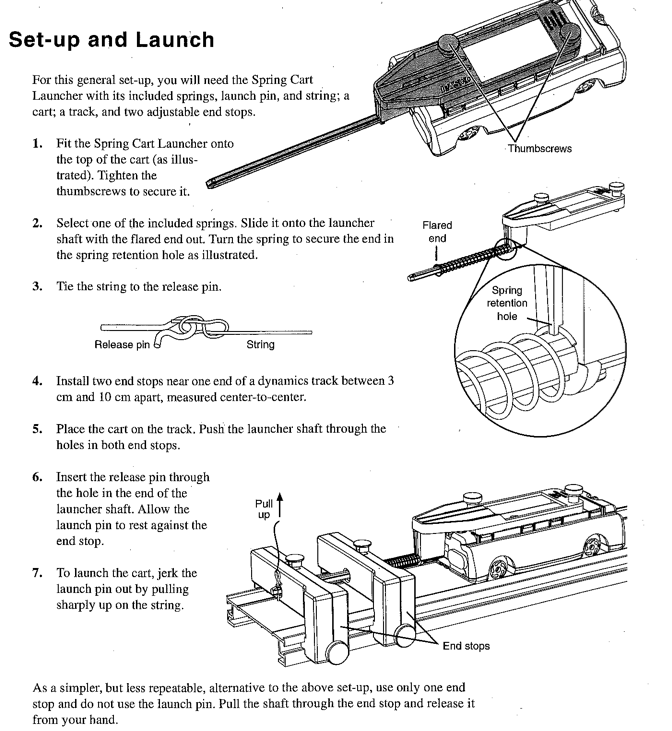 Set-up and Launch
For this general set-up, you will need the Spring Cart
Launcher with its included springs, launch pin, and string; a
cart; a track, and two adjustable end stops.
Thumbscrews
1. Fit the Spring Cart Launcher onto
the top of the cart (as illus-
trated). Tighten the
thumbscrews to secure it.
2. Select one of the included springs. Slide it onto the launcher
shaft with the flared end out. Turn the spring to secure the end in
the spring retention hole as illustrated.
Flared
end
Spring
retention
hole
3. Tie the string to the release pin.
Release pin
String
4. Install two end stops near one end of a dynamics track between 3
cm and 10 cm apart, measured center-to-center.
5. Place the cart on the track. Push the launcher shaft through the
holes in both end stops.
6. Insert the release pin through
the hole in the end of the
launcher shaft. Allow the
launch pin to rest against the
end stop.
Pull
up
7. To launch the cart, jerk the
launch pin out by pulling
sharply up on the string.
End stops
As a simpler, but less repeatable, alternative to the above set-up, use only one end
stop and do not use the launch pin. Pull the shaft through the end stop and release it
from your hand.